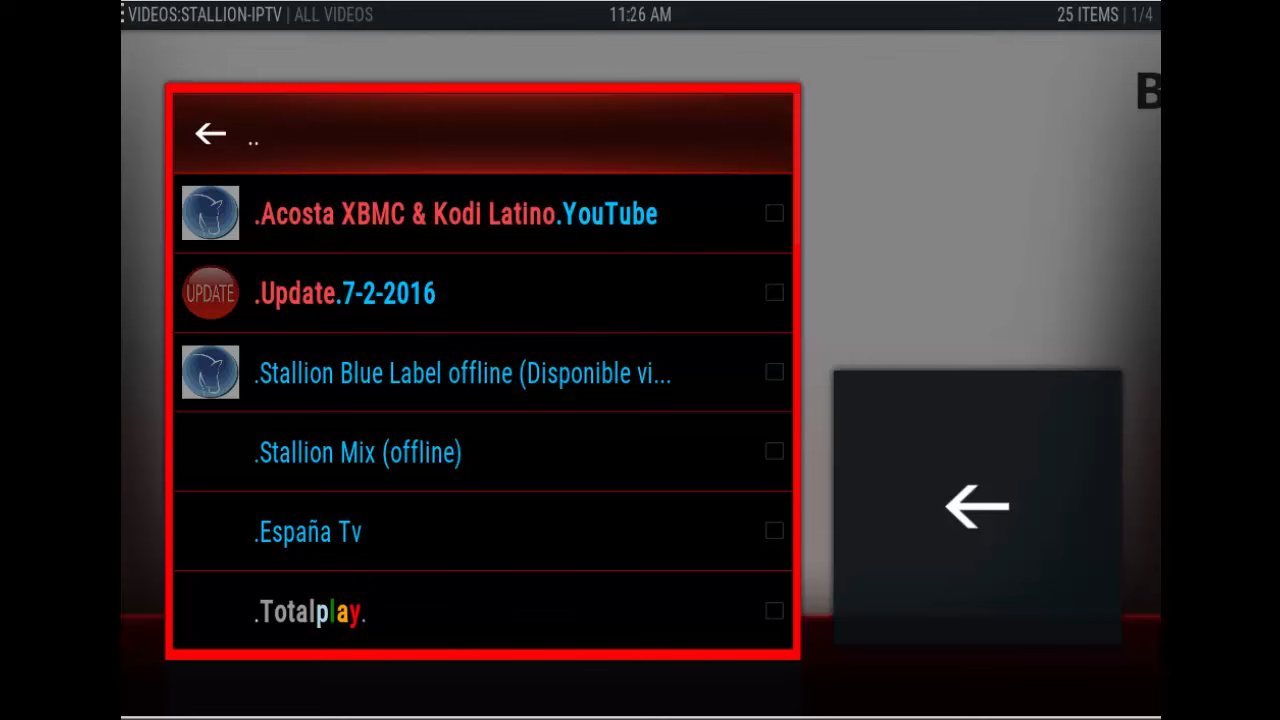 VIDEOS:STALLION-IPTV | ALL VIDEOS
11:26 AM
25 ITEMS | 1/4
B
..
.Acosta XBMC & Kodi Latino.YouTube
UPDATE
.Update.7-2-2016
.Stallion Blue Label offline (Disponible vi...
.Stallion Mix (offline)
.España Tv
.Totalplay.